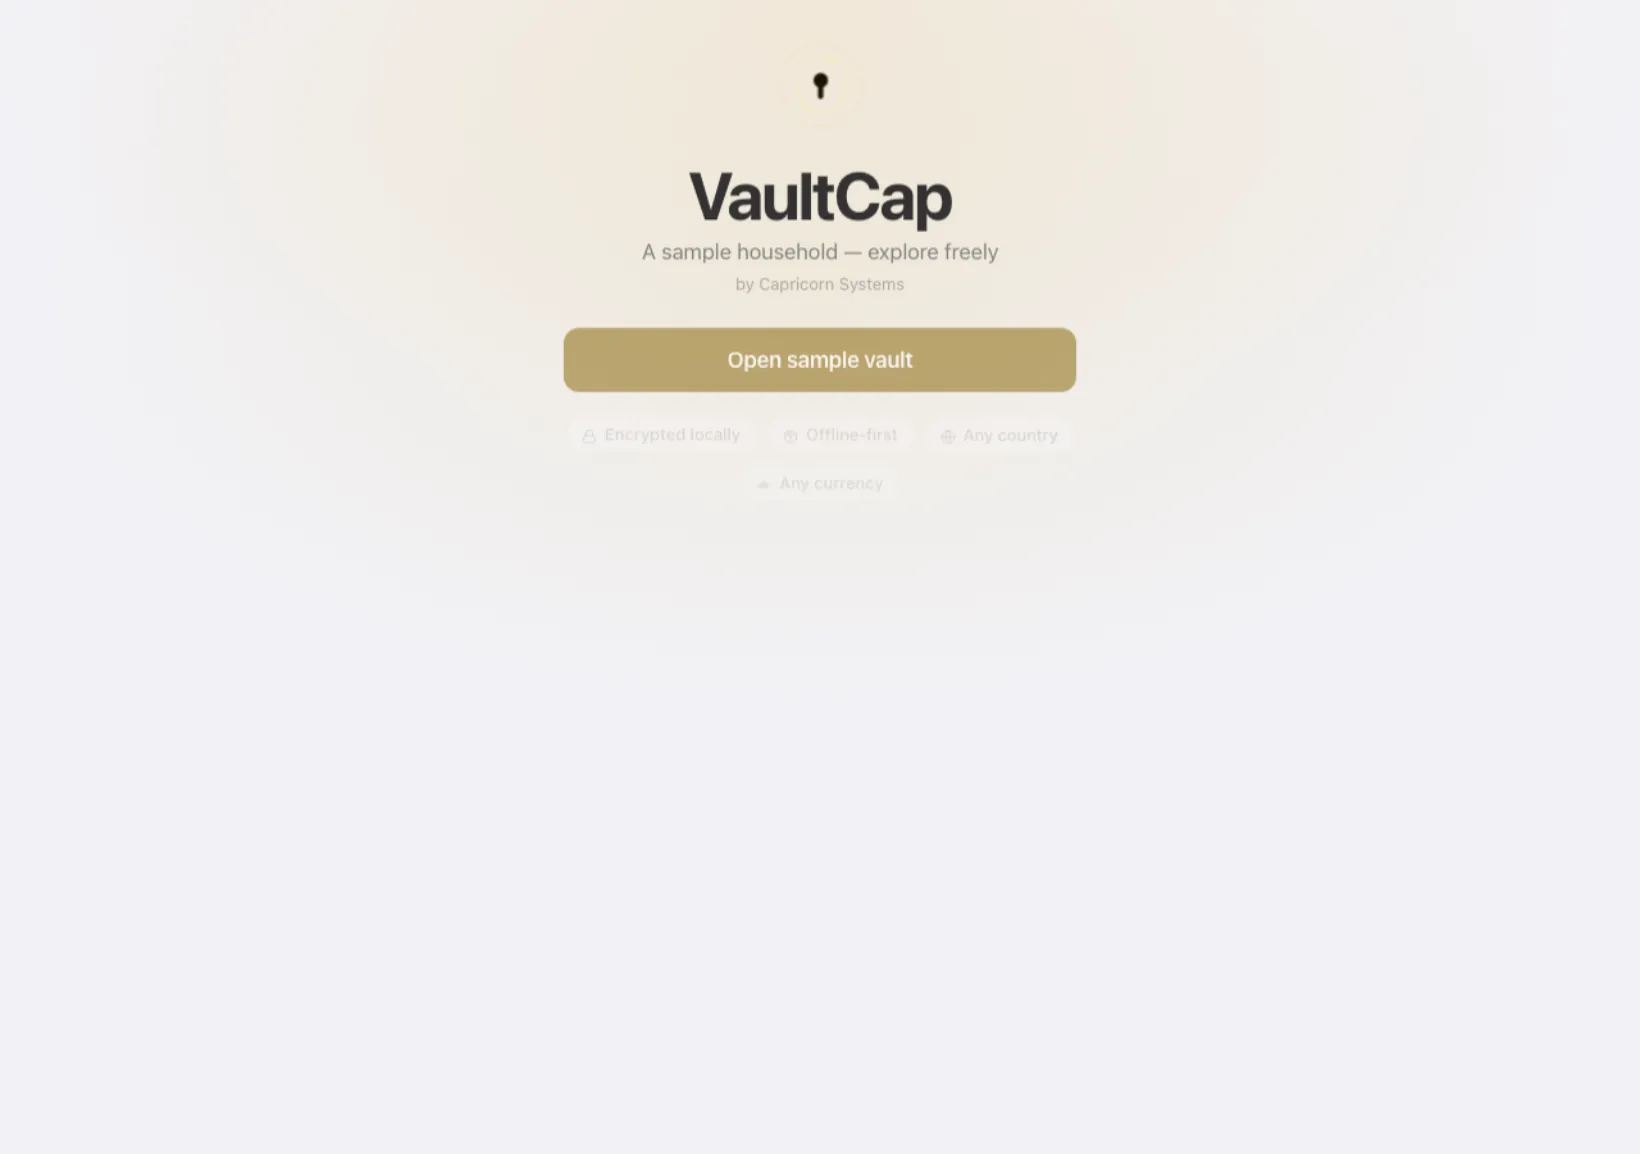 VaultCap
A sample household — explore freely
by Capricorn Systems
Open sample vault
Encrypted locally
Offline-first
Any country
Any currency